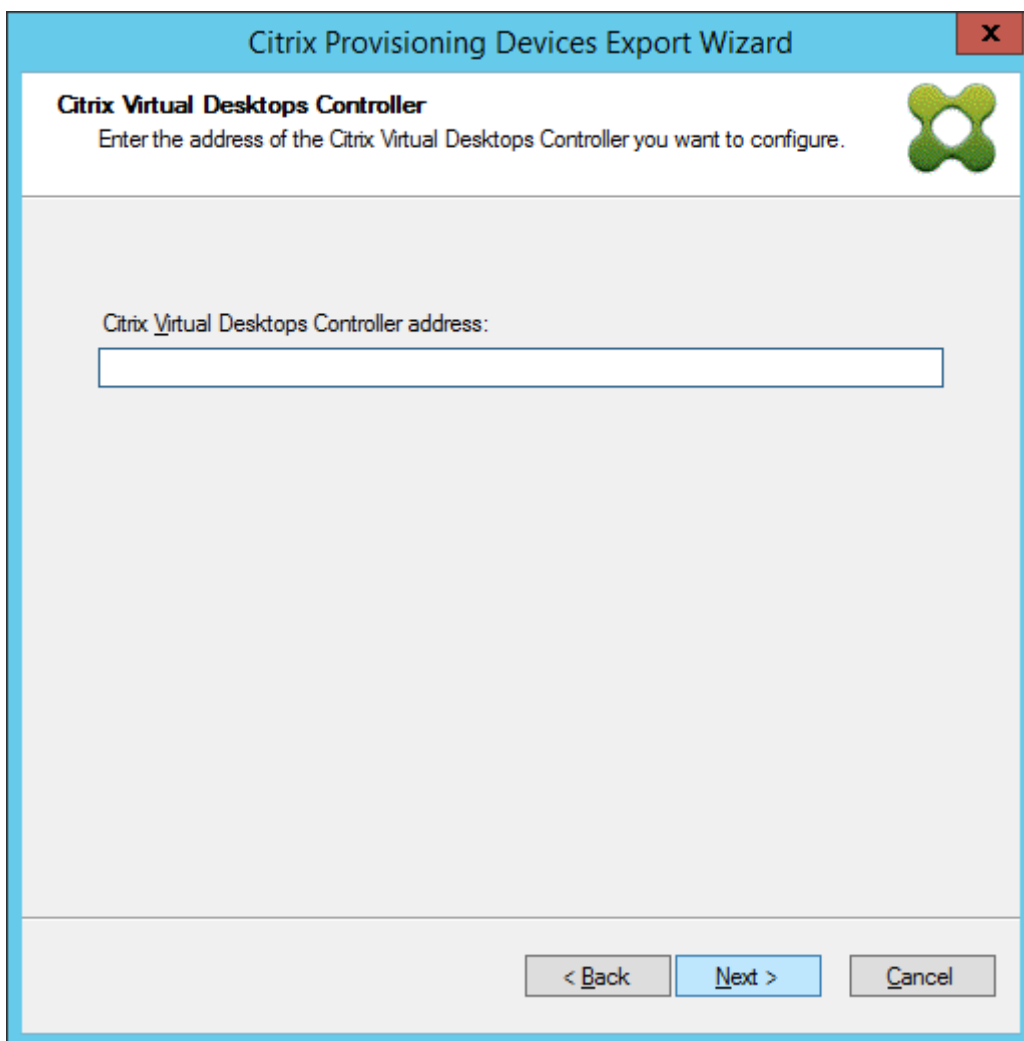 Citrix Provisioning Devices Export Wizard
x
Citrix Virtual Desktops Controller
Enter the address of the Citrix Virtual Desktops Controller you want to configure.
Citrix Virtual Desktops Controller address:
< Back
Next >
Cancel